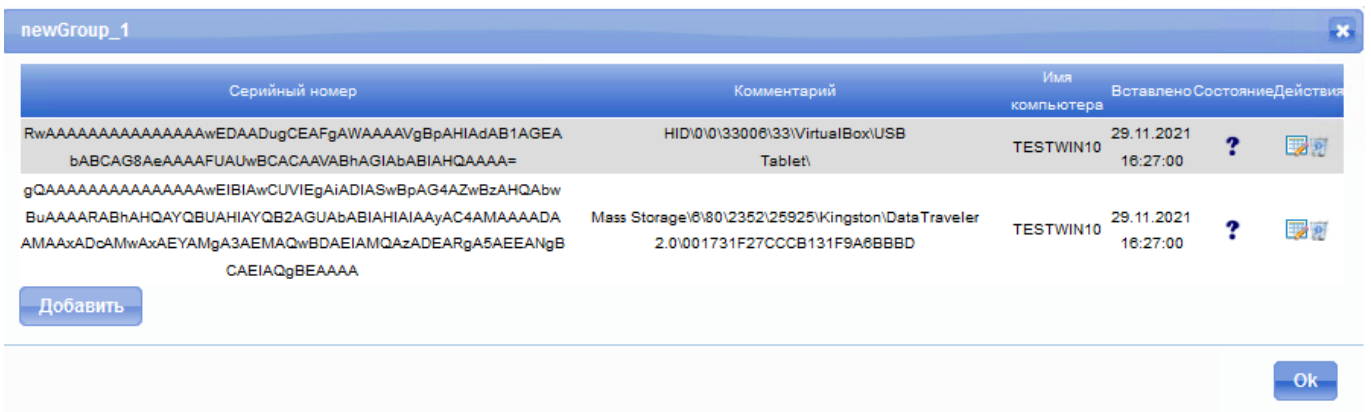 newGroup_1
Серийный номер
Комментарий
Имя
компьютера
Вставлено
Состояние
Действия
RwAAAAAAAAAAAAAAAwEDAADugCEAFgAWAAAAVgBpAHIAdAB1AGEA
bABCAG8AeAAAAFUAUwBCACAAVABhAGIAbABIAHQAAAA=
HID\0\0\33006\33\VirtualBox\USB
Tablet\
TESTWIN10
29.11.2021
16:27:00
?
gQAAAAAAAAAAAAAAAwEIBIAwCUVIEgAiADIASwBpAG4AZwBzAHQAbw
BuAAAARABhAHQAYQBUAHIAYQB2AGUAbABIAHIAIAAyAC4AMAAAADA
AMAAxADcAMwAxAEYAMgA3AEMAQwBDAEIAMQAzADEARgA5AEEANgB
CAEIAQgBEAAAA
Mass Storage\6\80\2352\25925\Kingston\DataTraveler
2.0\001731F27CCCB131F9A6BBBD
TESTWIN10
29.11.2021
16:27:00
?
Добавить
Ok